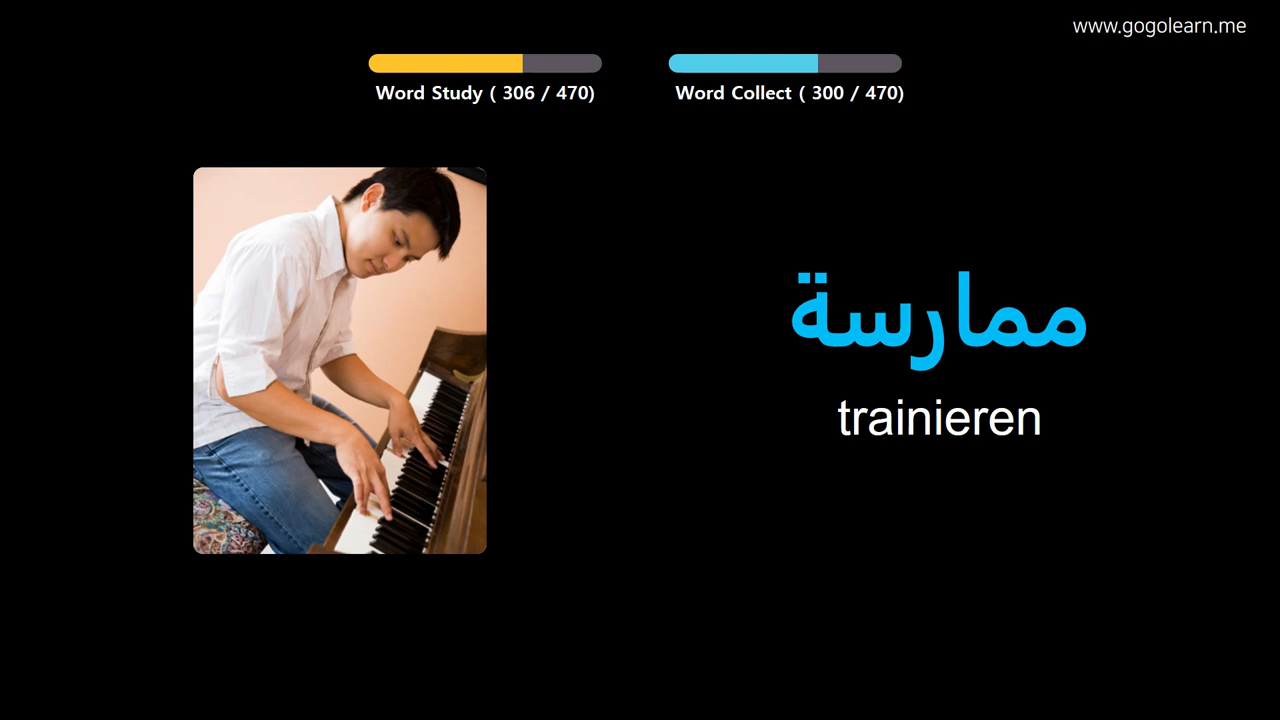 www.gogolearn.me
Word Study ( 306 / 470)
Word Collect ( 300 / 470)
ممارسة
trainieren